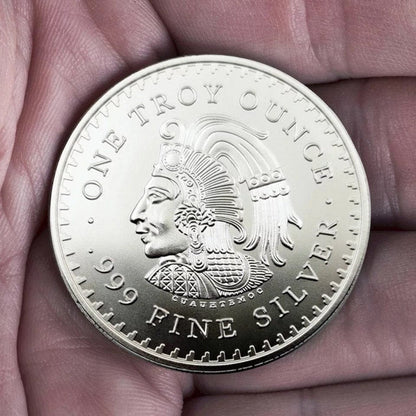 · ONE TROY OUNCE ·
.999 FINE SILVER
CUAUHTEMOC